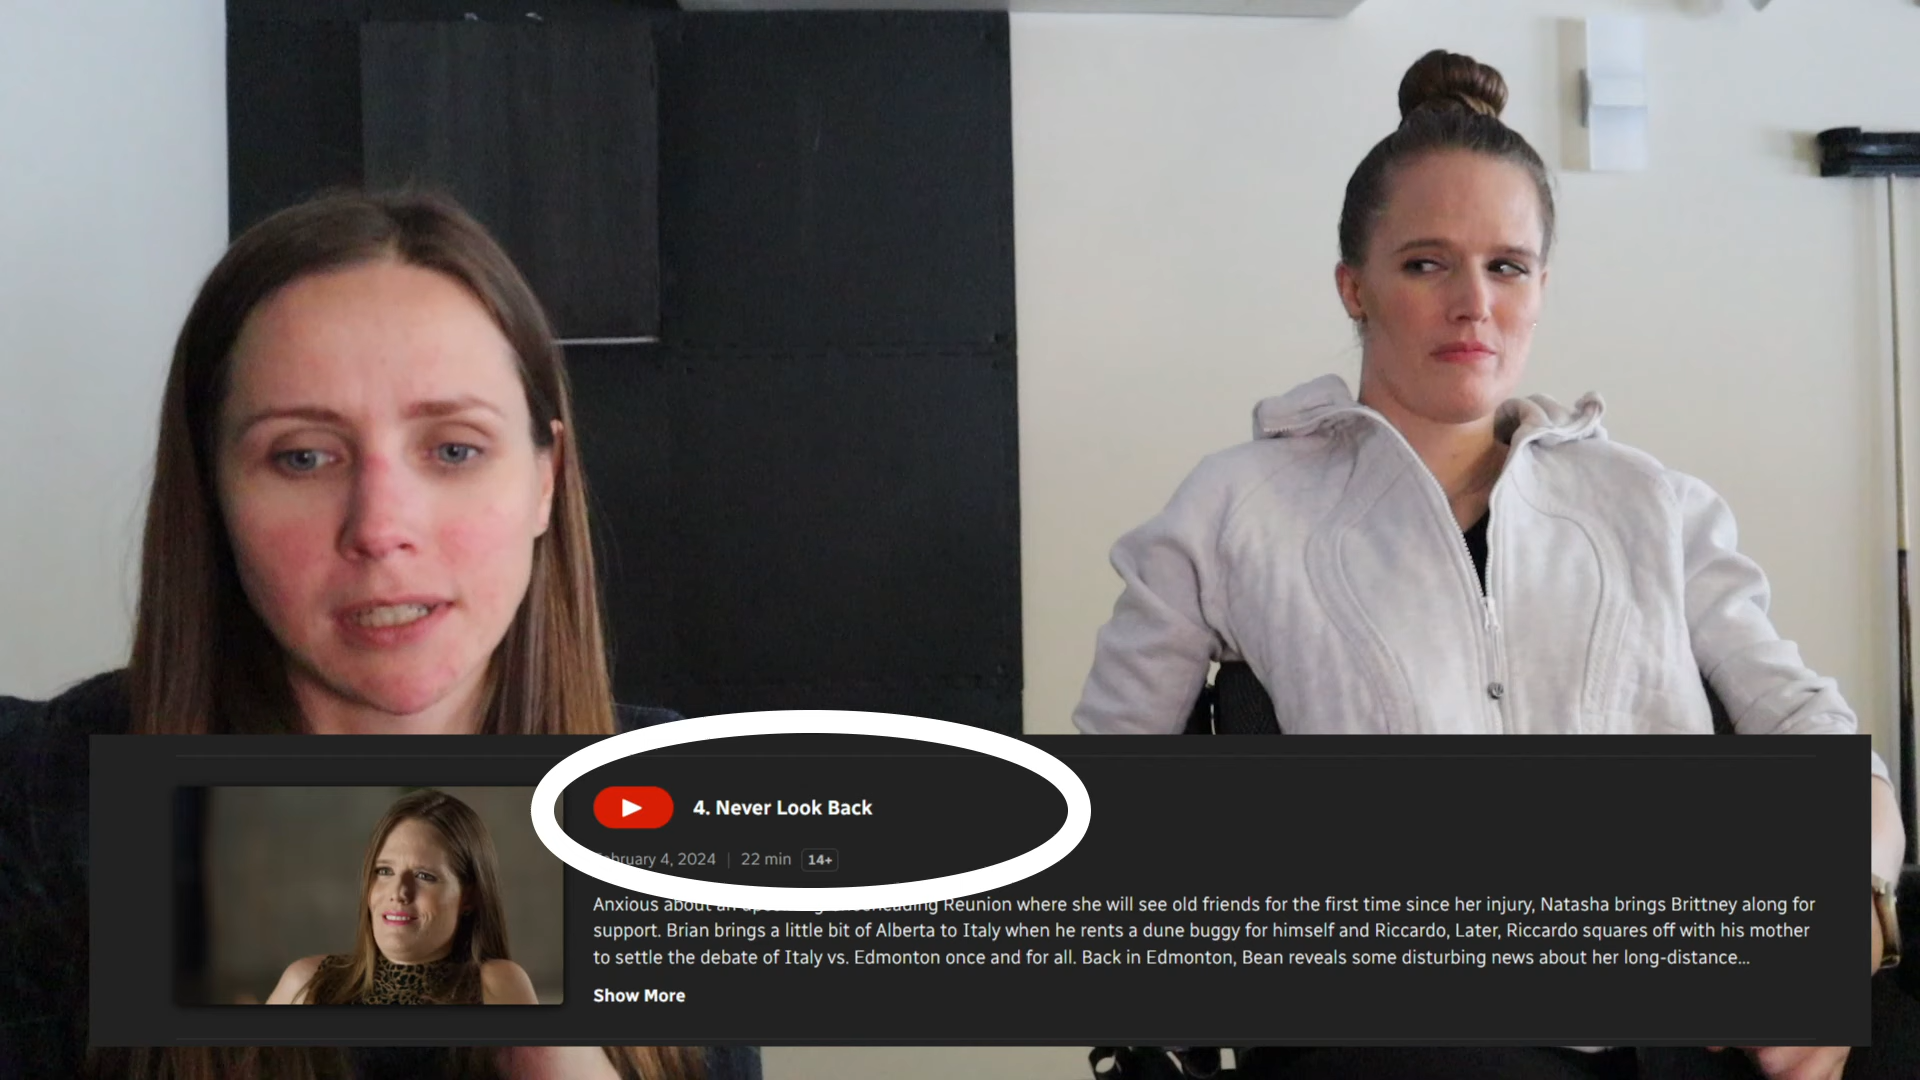 4. Never Look Back
February 4, 2024 | 22 min 14+
Anxious about an Reunion where she will see old friends for the first time since her injury, Natasha brings Brittney along for
support. Brian brings a little bit of Alberta to Italy when he rents a dune buggy for himself and Riccardo, Later, Riccardo squares off with his mother
to settle the debate of Italy vs. Edmonton once and for all. Back in Edmonton, Bean reveals some disturbing news about her long-distance...
Show More